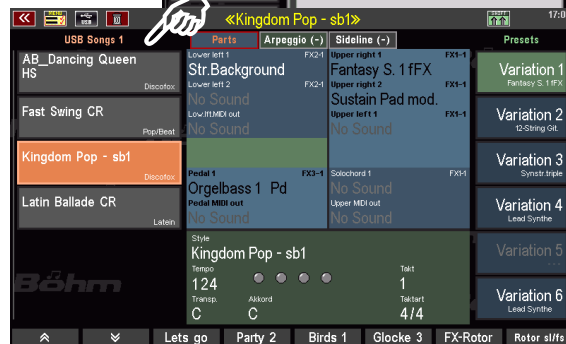 «Kingdom Pop - sb1»
17:0
USB Songs 1
Parts
Arpeggio (-)
Sideline (-)
Presets
AB_Dancing Queen
HS
Discofox
Fast Swing CR
Pop/Beat
Kingdom Pop - sb1
Discofox
Latin Ballade CR
Latein
Böhm
Lower left 1 FX2-1
Str.Background
Lower left 2 FX2-1
No Sound
Low.lft.MIDI out
No Sound
Upper right 1 FX1-1
Fantasy S. 1 fFX
Upper right 2 FX1-1
Sustain Pad mod.
Upper left 1 FX1-1
No Sound
Pedal 1 FX3-1
Orgelbass 1 Pd
Pedal MIDI out
No Sound
Solochord 1 FX1-1
No Sound
Upper MIDI out
No Sound
Style
Kingdom Pop - sb1
Tempo
124
Takt
1
Transp. Akkord Taktart
C C 4/4
Variation 1
Fantasy S. 1fFX
Variation 2
12-String Git.
Variation 3
Synstr.triple
Variation 4
Lead Synthe
Variation 5
---
Variation 6
Lead Synthe
Lets go Party 2 Birds 1 Glocke 3 FX-Rotor Rotor sl/fs